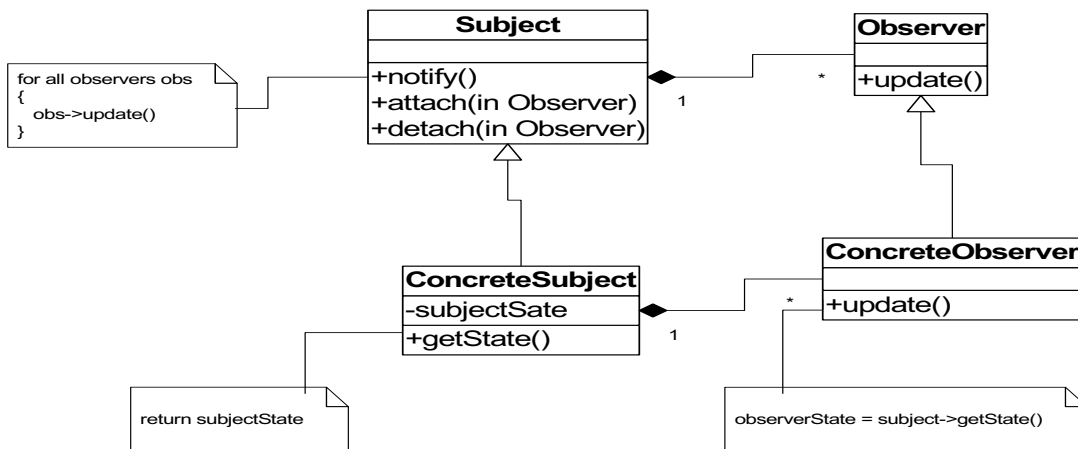 Subject
+notify()
+attach(in Observer)
+detach(in Observer)
for all observers obs
{
obs->update()
}
1
*
Observer
+update()
ConcreteSubject
-subjectSate
+getState()
1
*
ConcreteObserver
+update()
return subjectState
observerState = subject->getState()